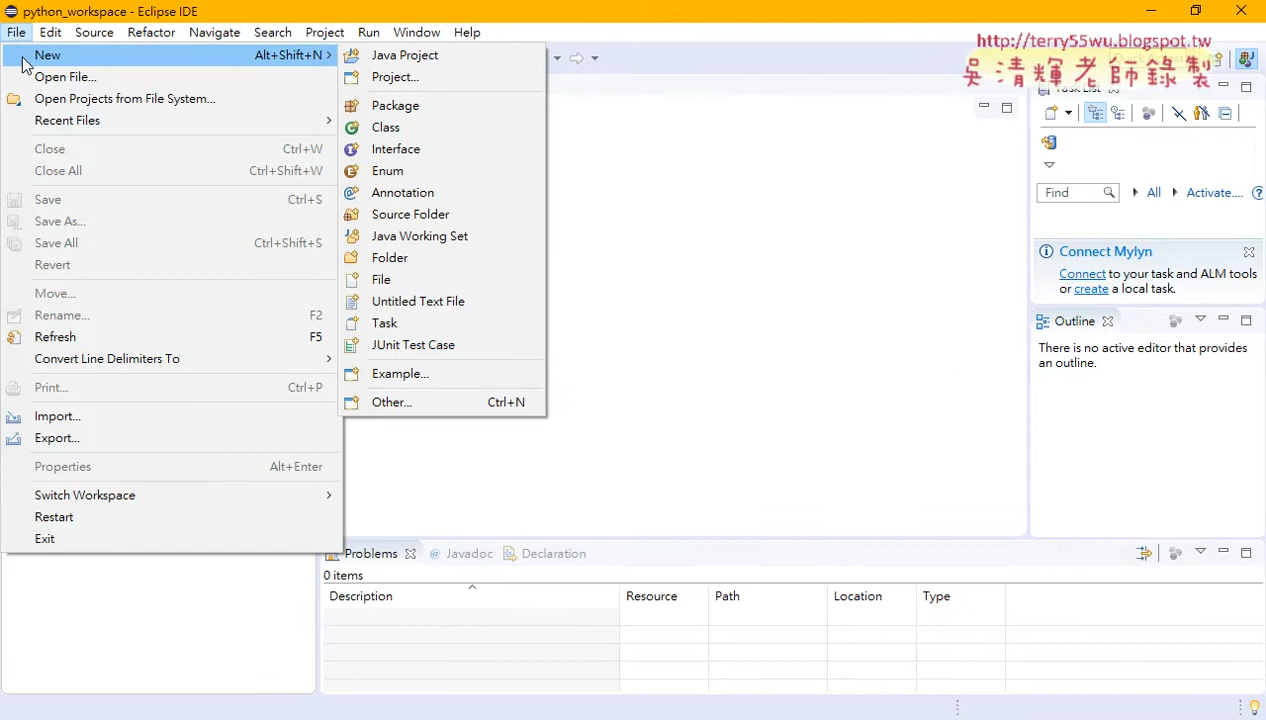 python_workspace - Eclipse IDE
File Edit Source Refactor Navigate Search Project Run Window Help
http://terry55wu.blogspot.tw
吳清輝老師錄製
New Alt+Shift+N
Open File...
Open Projects from File System...
Recent Files
Close Ctrl+W
Close All Ctrl+Shift+W
Save Ctrl+S
Save As...
Save All Ctrl+Shift+S
Revert
Move...
Rename... F2
Refresh F5
Convert Line Delimiters To
Print... Ctrl+P
Import...
Export...
Properties Alt+Enter
Switch Workspace
Restart
Exit
Java Project
Project...
Package
Class
Interface
Enum
Annotation
Source Folder
Java Working Set
Folder
File
Untitled Text File
Task
JUnit Test Case
Example...
Other... Ctrl+N
Task List
Find All Activate...
Connect Mylyn
Connect to your task and ALM tools
or create a local task.
Outline
There is no active editor that provides
an outline.
Problems @ Javadoc Declaration
0 items
Description Resource Path Location Type